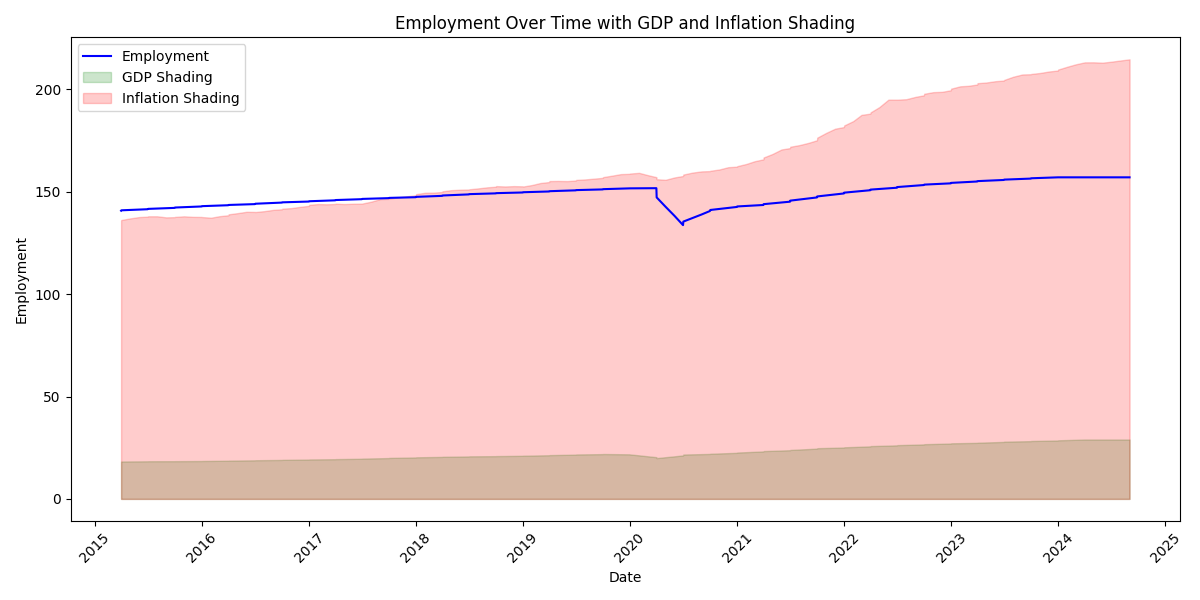 Employment Over Time with GDP and Inflation Shading
Employment
GDP Shading
Inflation Shading
Employment
200
150
100
50
0
2015
2016
2017
2018
2019
2020
2021
2022
2023
2024
2025
Date